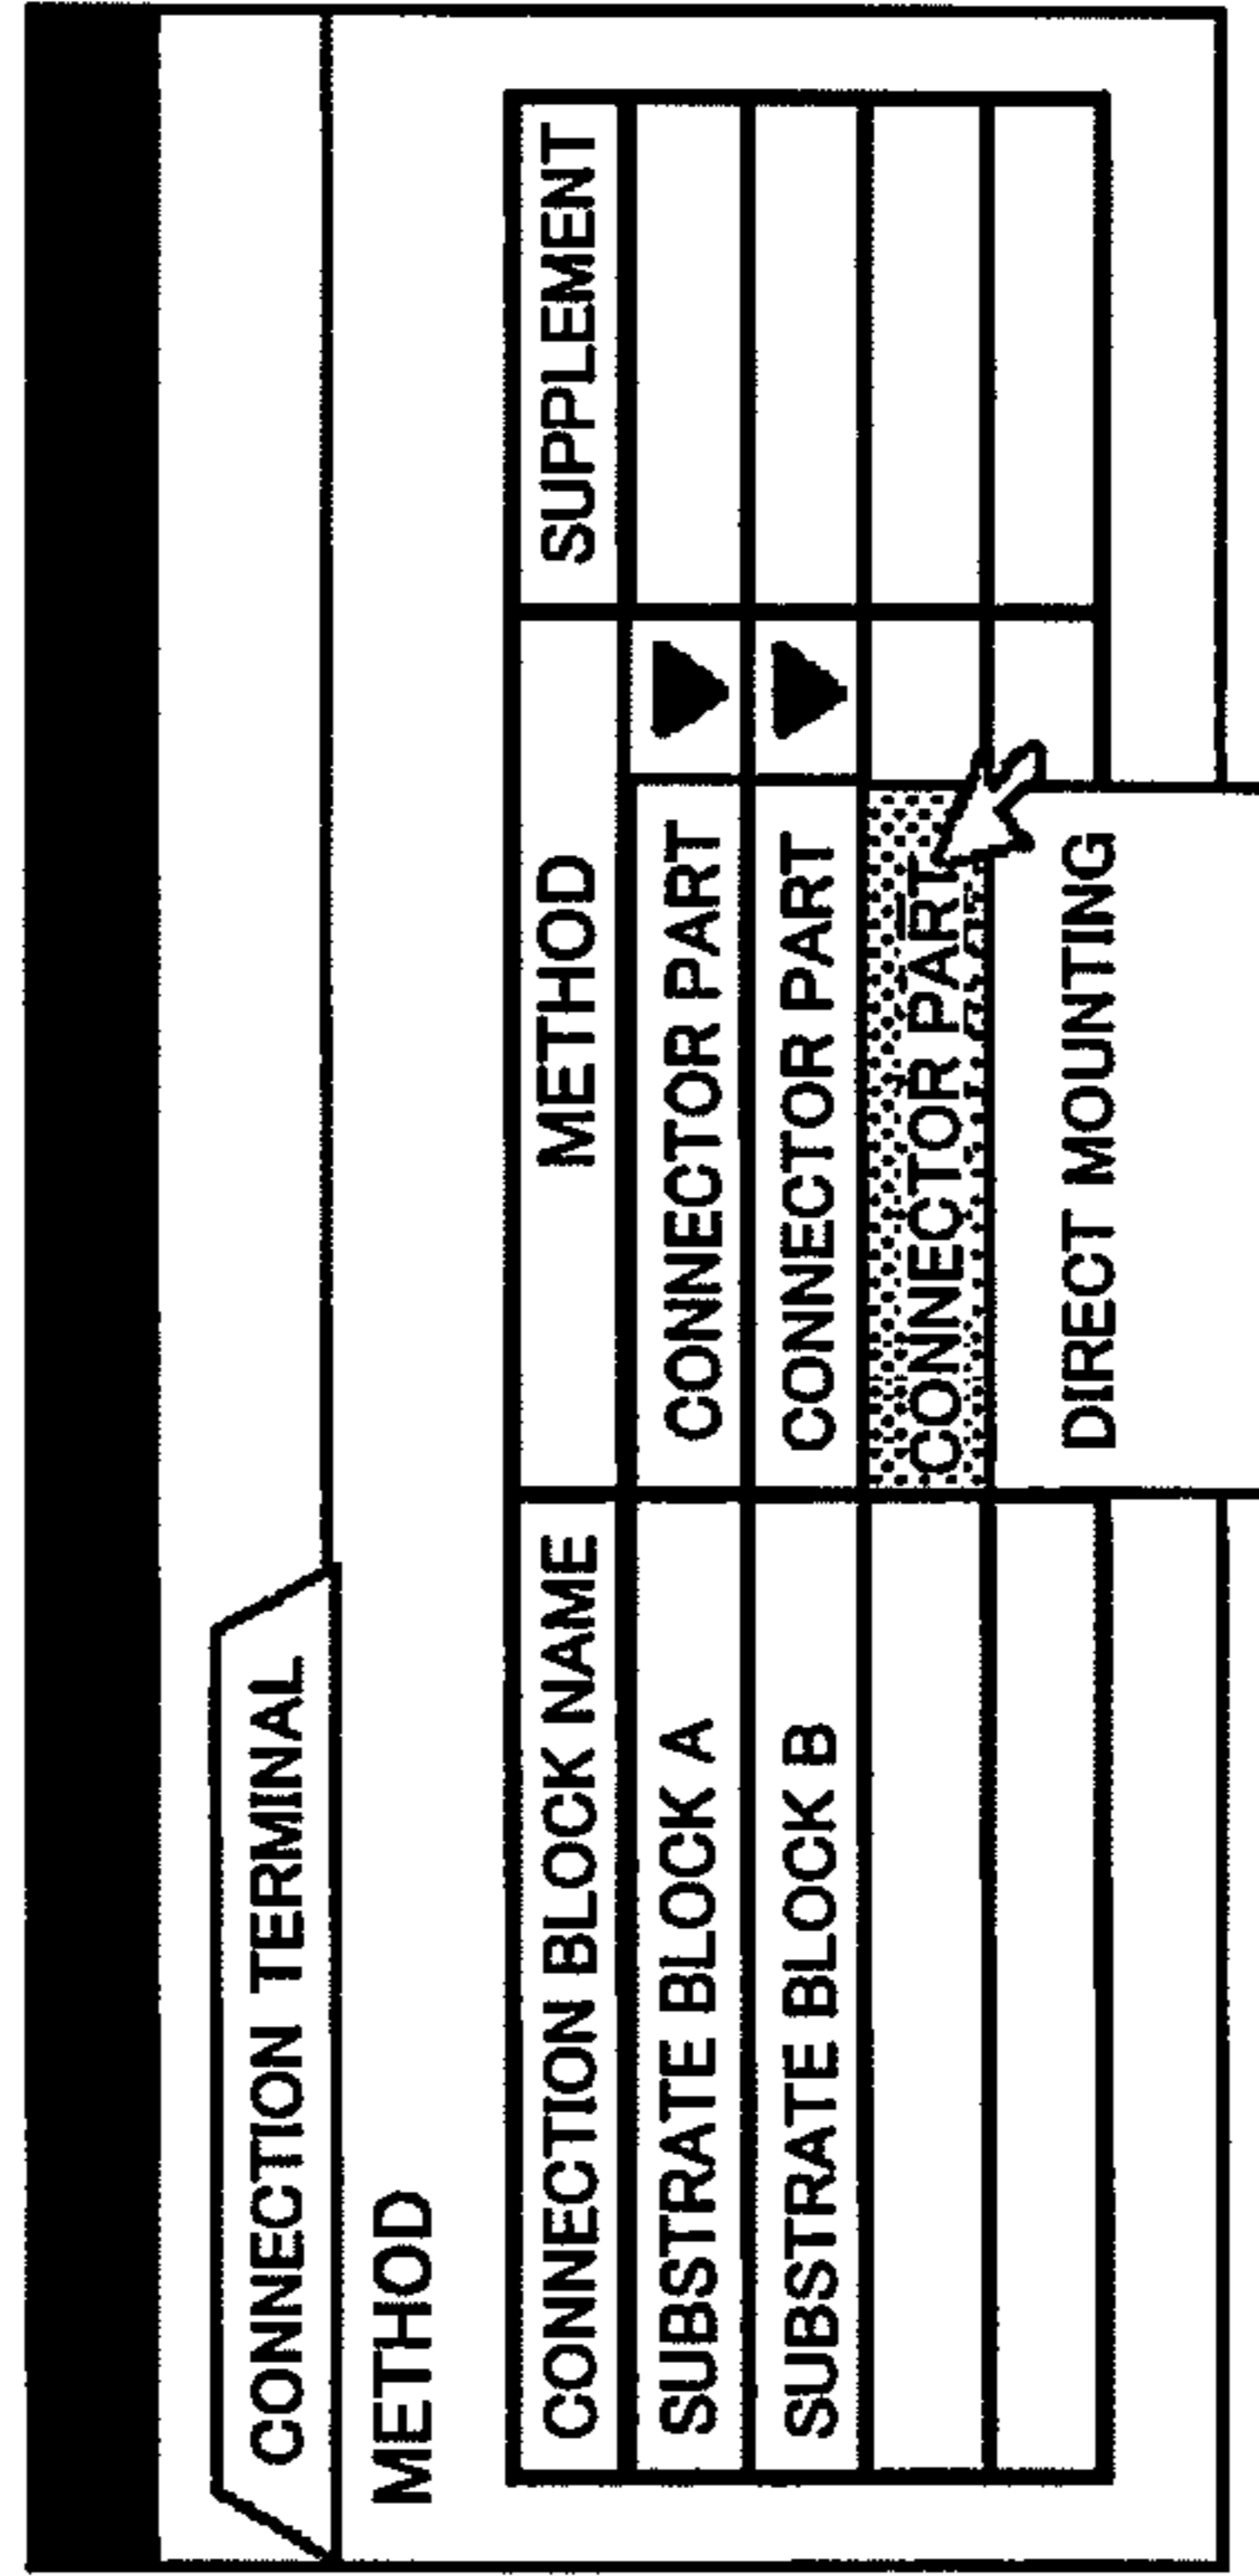 CONNECTION TERMINAL
METHOD
CONNECTION BLOCK NAME METHOD SUPPLEMENT
SUBSTRATE BLOCK A CONNECTOR PART
SUBSTRATE BLOCK B CONNECTOR PART
CONNECTOR PART
DIRECT MOUNTING